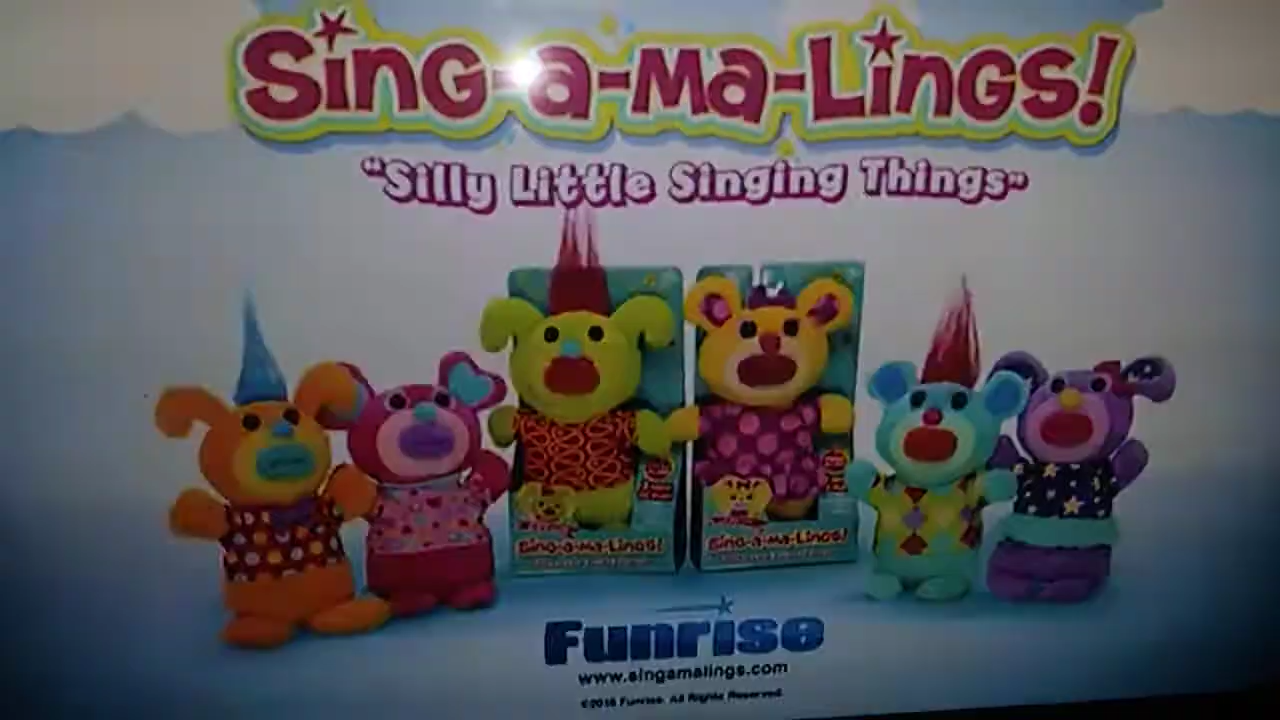 Sing-a-Ma-Lings!
"Silly Little Singing Things"
Sing-a-Ma-Lings!
Sing-a-Ma-Lings!
Funrise
www.singamalings.com
©2016 Funrise. All Rights Reserved.